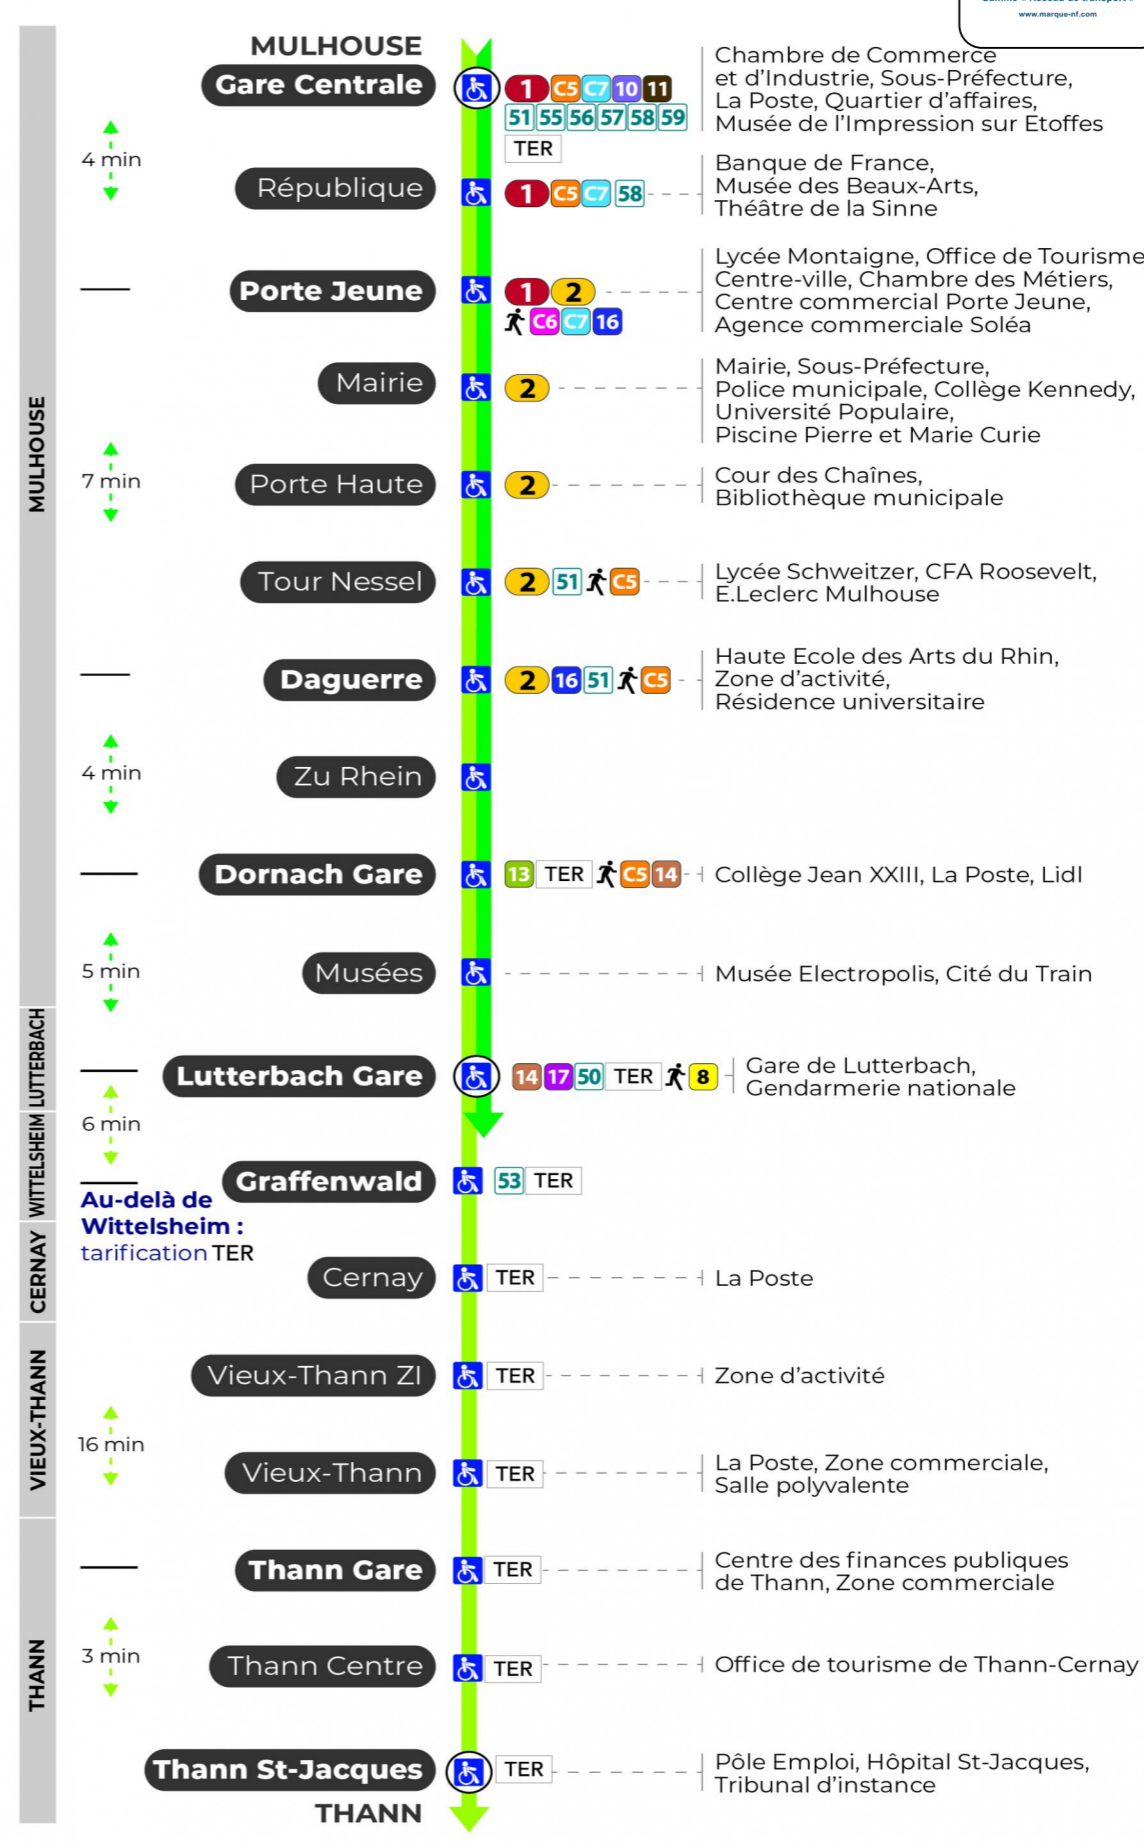 www.marque-nf.com
MULHOUSE
Gare Centrale
1 C5 C7 10 11
51 55 56 57 58 59
TER
Chambre de Commerce
et d'Industrie, Sous-Préfecture,
La Poste, Quartier d'affaires,
Musée de l'Impression sur Etoffes
4 min
République
1 C5 C7 58
Banque de France,
Musée des Beaux-Arts,
Théâtre de la Sinne
Porte Jeune
1 2
C6 C7 16
Lycée Montaigne, Office de Tourisme
Centre-ville, Chambre des Métiers,
Centre commercial Porte Jeune,
Agence commerciale Soléa
MULHOUSE
Mairie
2
Mairie, Sous-Préfecture,
Police municipale, Collège Kennedy,
Université Populaire,
Piscine Pierre et Marie Curie
7 min
Porte Haute
2
Cour des Chaînes,
Bibliothèque municipale
Tour Nessel
2 51 C5
Lycée Schweitzer, CFA Roosevelt,
E.Leclerc Mulhouse
Daguerre
2 16 51 C5
Haute Ecole des Arts du Rhin,
Zone d'activité,
Résidence universitaire
4 min
Zu Rhein
Dornach Gare
13 TER C5 14
Collège Jean XXIII, La Poste, Lidl
5 min
Musées
Musée Electropolis, Cité du Train
LUTTERBACH
Lutterbach Gare
14 17 50 TER 8
Gare de Lutterbach,
Gendarmerie nationale
6 min
WITTELSHEIM
Graffenwald
53 TER
Au-delà de
Wittelsheim :
tarification TER
CERNAY
Cernay
TER
La Poste
VIEUX-THANN
Vieux-Thann ZI
TER
Zone d'activité
16 min
Vieux-Thann
TER
La Poste, Zone commerciale,
Salle polyvalente
THANN
Thann Gare
TER
Centre des finances publiques
de Thann, Zone commerciale
3 min
Thann Centre
TER
Office de tourisme de Thann-Cernay
Thann St-Jacques
TER
Pôle Emploi, Hôpital St-Jacques,
Tribunal d'instance
THANN